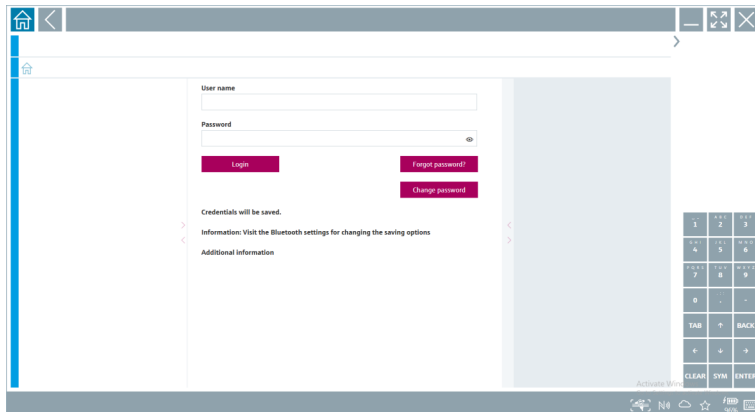 User name
Password
Login
Forgot password?
Change password
Credentials will be saved.
Information: Visit the Bluetooth settings for changing the saving options
Additional information
1
A B C
2
D E F
3
G H I
4
J K L
5
M N O
6
P Q R S
7
T U V
8
W X Y Z
9
0
.
-
TAB
BACK
CLEAR
SYM
ENTER
Activate Win
96%